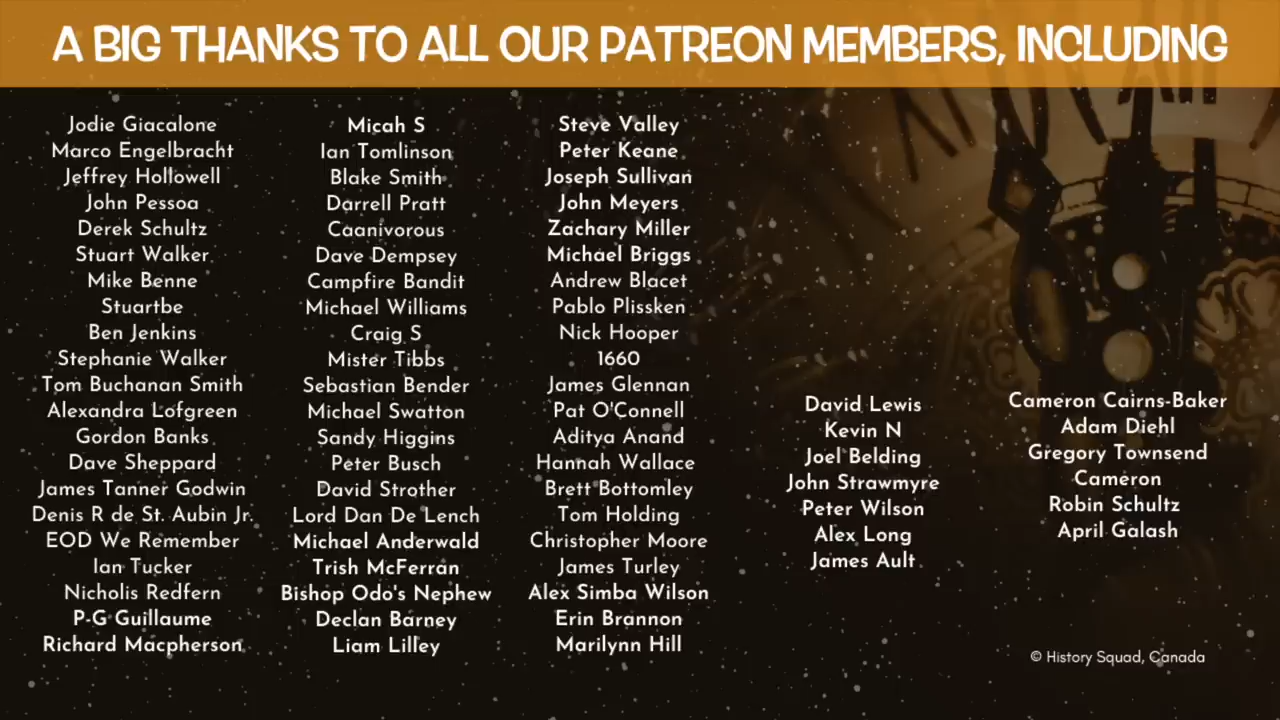 A BIG THANKS TO ALL OUR PATREON MEMBERS, INCLUDING
Jodie Giacalone
Marco Engelbracht
Jeffrey Hollowell
John Pessoa
Derek Schultz
Stuart Walker
Mike Benne
Stuartbe
Ben Jenkins
Stephanie Walker
Tom Buchanan Smith
Alexandra Lofgreen
Gordon Banks
Dave Sheppard
James Tanner Godwin
Denis R de St. Aubin Jr.
EOD We Remember
Ian Tucker
Nicholis Redfern
P-G Guillaume
Richard Macpherson
Micah S
Ian Tomlinson
Blake Smith
Darrell Pratt
Caanivorous
Dave Dempsey
Campfire Bandit
Michael Williams
Craig S
Mister Tibbs
Sebastian Bender
Michael Swatton
Sandy Higgins
Peter Busch
David Strother
Lord Dan De Lench
Michael Anderwald
Trish McFerran
Bishop Odo's Nephew
Declan Barney
Liam Lilley
Steve Valley
Peter Keane
Joseph Sullivan
John Meyers
Zachary Miller
Michael Briggs
Andrew Blacet
Pablo Plissken
Nick Hooper
1660
James Glennan
Pat O'Connell
Aditya Anand
Hannah Wallace
Brett Bottomley
Tom Holding
Christopher Moore
James Turley
Alex Simba Wilson
Erin Brannon
Marilynn Hill
David Lewis
Kevin N
Joel Belding
John Strawmyre
Peter Wilson
Alex Long
James Ault
Cameron Cairns-Baker
Adam Diehl
Gregory Townsend
Cameron
Robin Schultz
April Galash
© History Squad, Canada